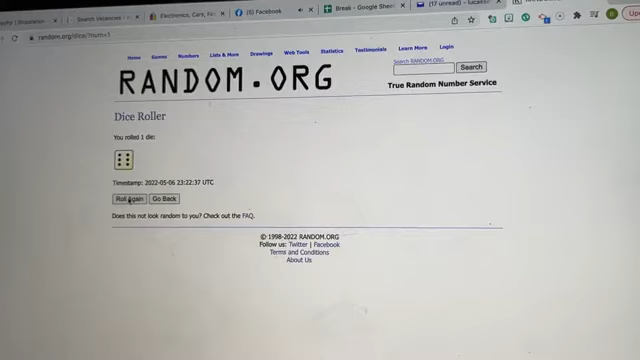 Search Vacancies
Electronics, Cars, Fa
(6) Facebook
Break - Google Shee
(17 unread) - lucas
random.org/dice/?num=1
Home Games Numbers Lists & More Drawings Web Tools Statistics Testimonials Learn More Login
RANDOM.ORG
Search RANDOM.ORG
Search
True Random Number Service
Dice Roller
You rolled 1 die:
Timestamp: 2022-05-06 23:22:37 UTC
Roll Again Go Back
Does this not look random to you? Check out the FAQ.
© 1998-2022 RANDOM.ORG
Follow us: Twitter | Facebook
Terms and Conditions
About Us